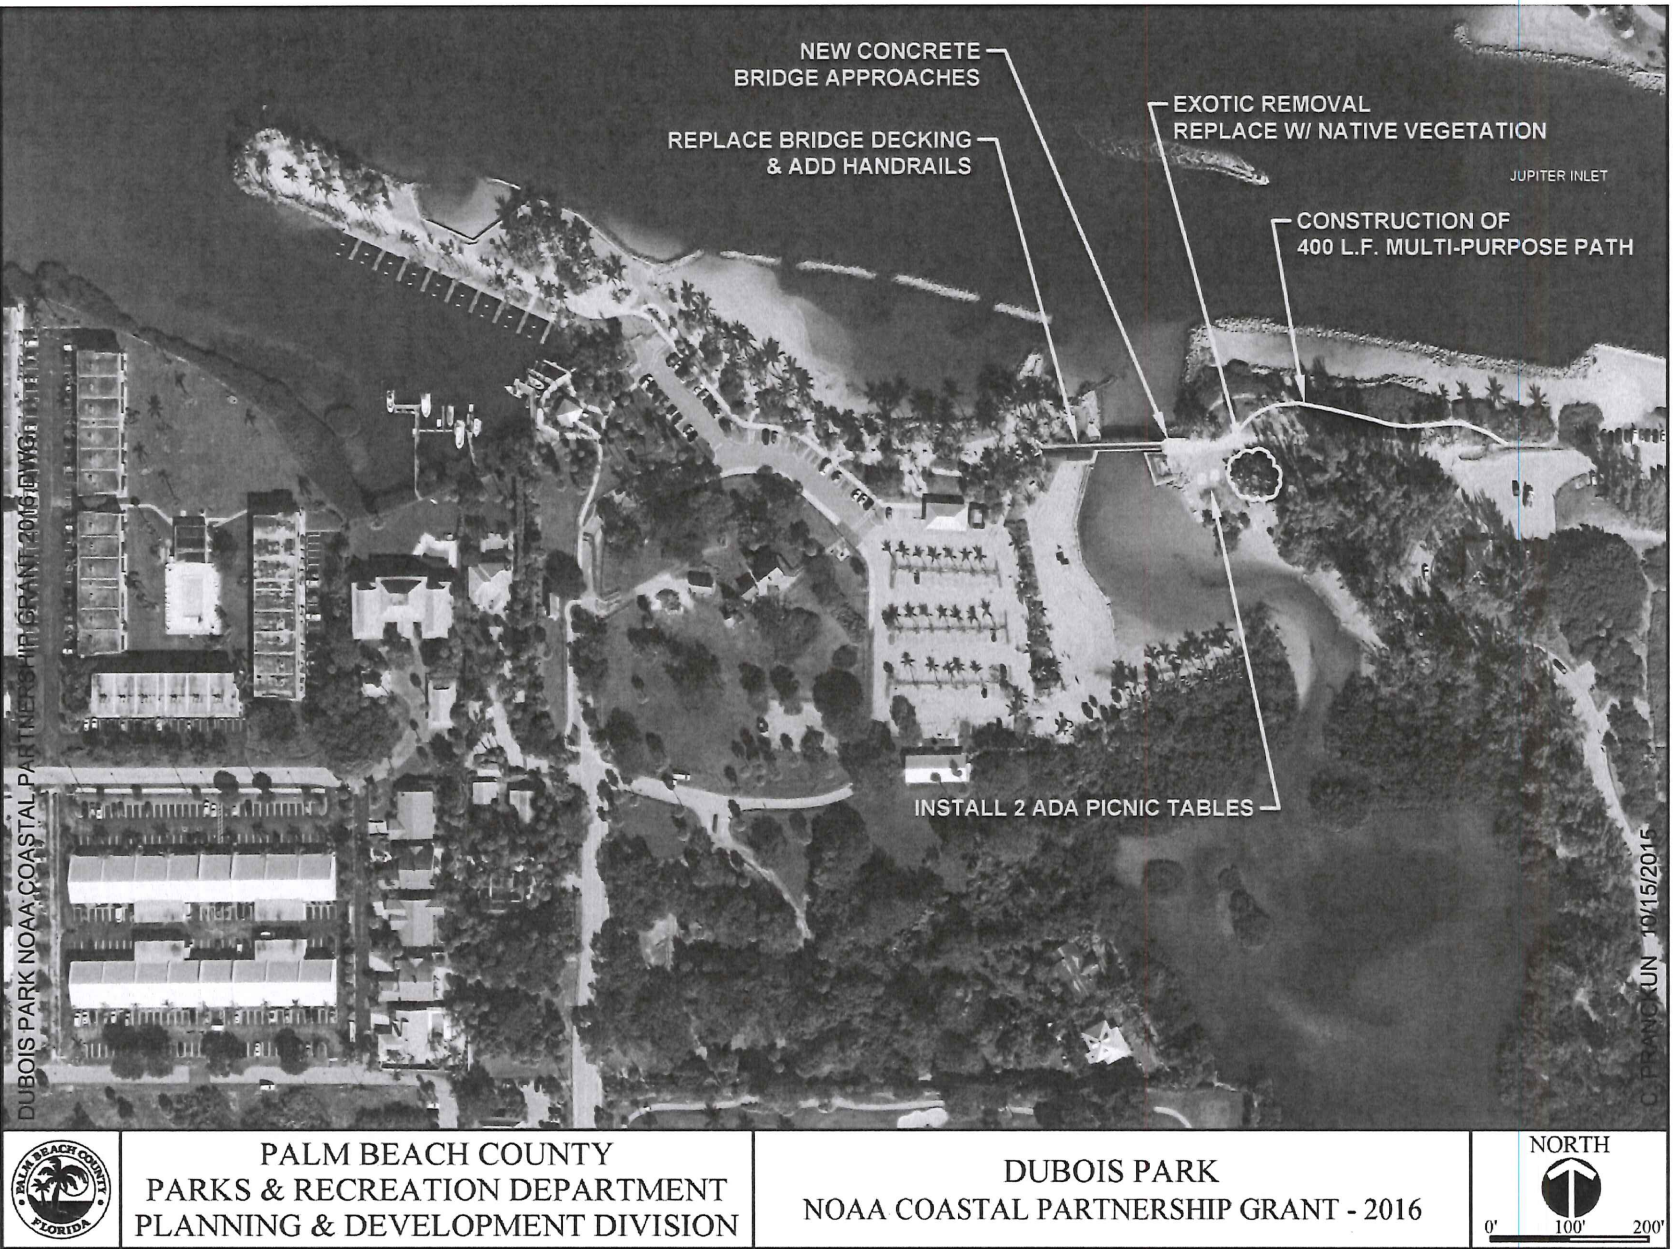 NEW CONCRETE
BRIDGE APPROACHES
REPLACE BRIDGE DECKING
& ADD HANDRAILS
EXOTIC REMOVAL
REPLACE W/ NATIVE VEGETATION
JUPITER INLET
CONSTRUCTION OF
400 L.F. MULTI-PURPOSE PATH
INSTALL 2 ADA PICNIC TABLES
DUBOIS PARK NOAA COASTAL PARTNERSHIP GRANT 2016.DWG
10/15/2015
PALM BEACH COUNTY
FLORIDA
PALM BEACH COUNTY
PARKS & RECREATION DEPARTMENT
PLANNING & DEVELOPMENT DIVISION
DUBOIS PARK
NOAA COASTAL PARTNERSHIP GRANT - 2016
NORTH
0' 100' 200'